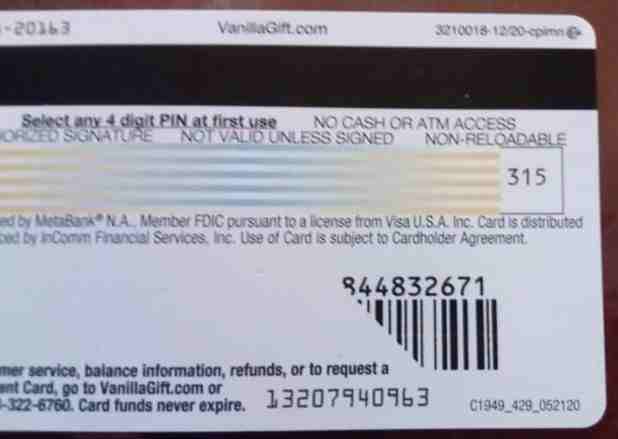 -20163 VanillaGift.com 3210018-12/20-cpimn
Select any 4 digit PIN at first use NO CASH OR ATM ACCESS
ORIZED SIGNATURE NOT VALID UNLESS SIGNED NON-RELOADABLE
315
ed by MetaBank® N.A., Member FDIC pursuant to a license from Visa U.S.A. Inc. Card is distributed
ced by InComm Financial Services, Inc. Use of Card is subject to Cardholder Agreement.
844832671
mer service, balance information, refunds, or to request a
ent Card, go to VanillaGift.com or
-322-6760. Card funds never expire. 13207940963 C1949_429_052120